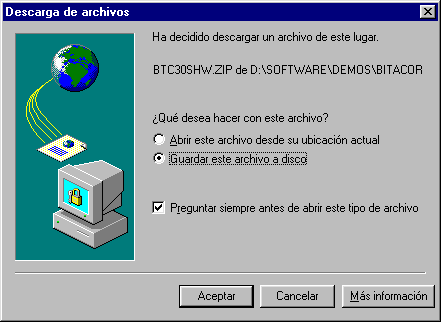 Descarga de archivos
Ha decidido descargar un archivo de este lugar.
BTC30SHW.ZIP de D:\SOFTWARE\DEMOS\BITACOR
¿Qué desea hacer con este archivo?
Abrir este archivo desde su ubicación actual
Guardar este archivo a disco
Preguntar siempre antes de abrir este tipo de archivo
Aceptar
Cancelar
Más información